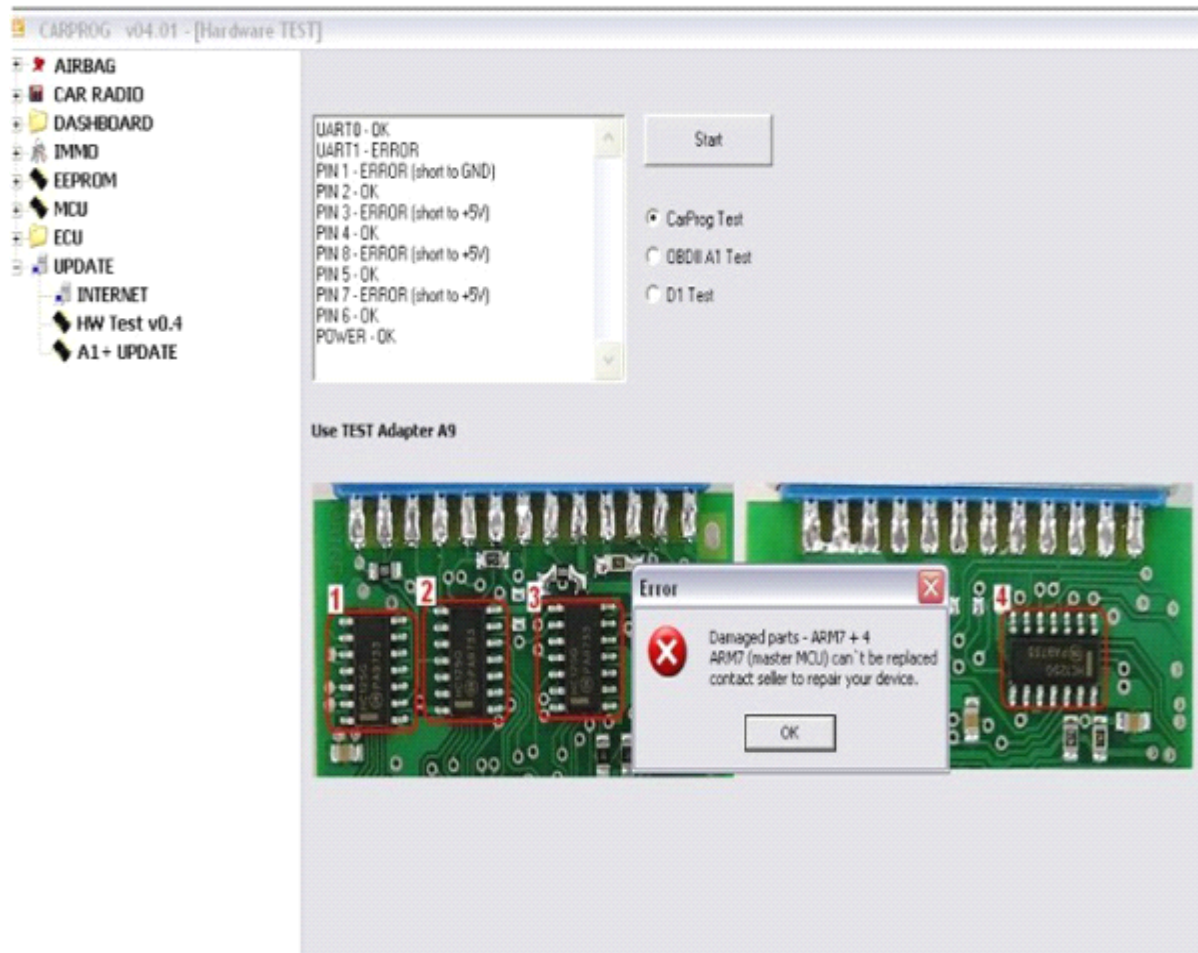 CARPROG v04.01 - [Hardware TEST]
AIRBAG
CAR RADIO
DASHBOARD
IMMO
EEPROM
MCU
ECU
UPDATE
INTERNET
HW Test v0.4
A1+ UPDATE
UART0 - OK
UART1 - ERROR
PIN 1 - ERROR (short to GND)
PIN 2 - OK
PIN 3 - ERROR (short to +5V)
PIN 4 - OK
PIN 8 - ERROR (short to +5V)
PIN 5 - OK
PIN 7 - ERROR (short to +5V)
PIN 6 - OK
POWER - OK
Start
CarProg Test
OBDII A1 Test
D1 Test
Use TEST Adapter A9
1
2
3
4
Error
Damaged parts - ARM7 + 4
ARM7 (master MCU) can`t be replaced
contact seller to repair your device.
OK